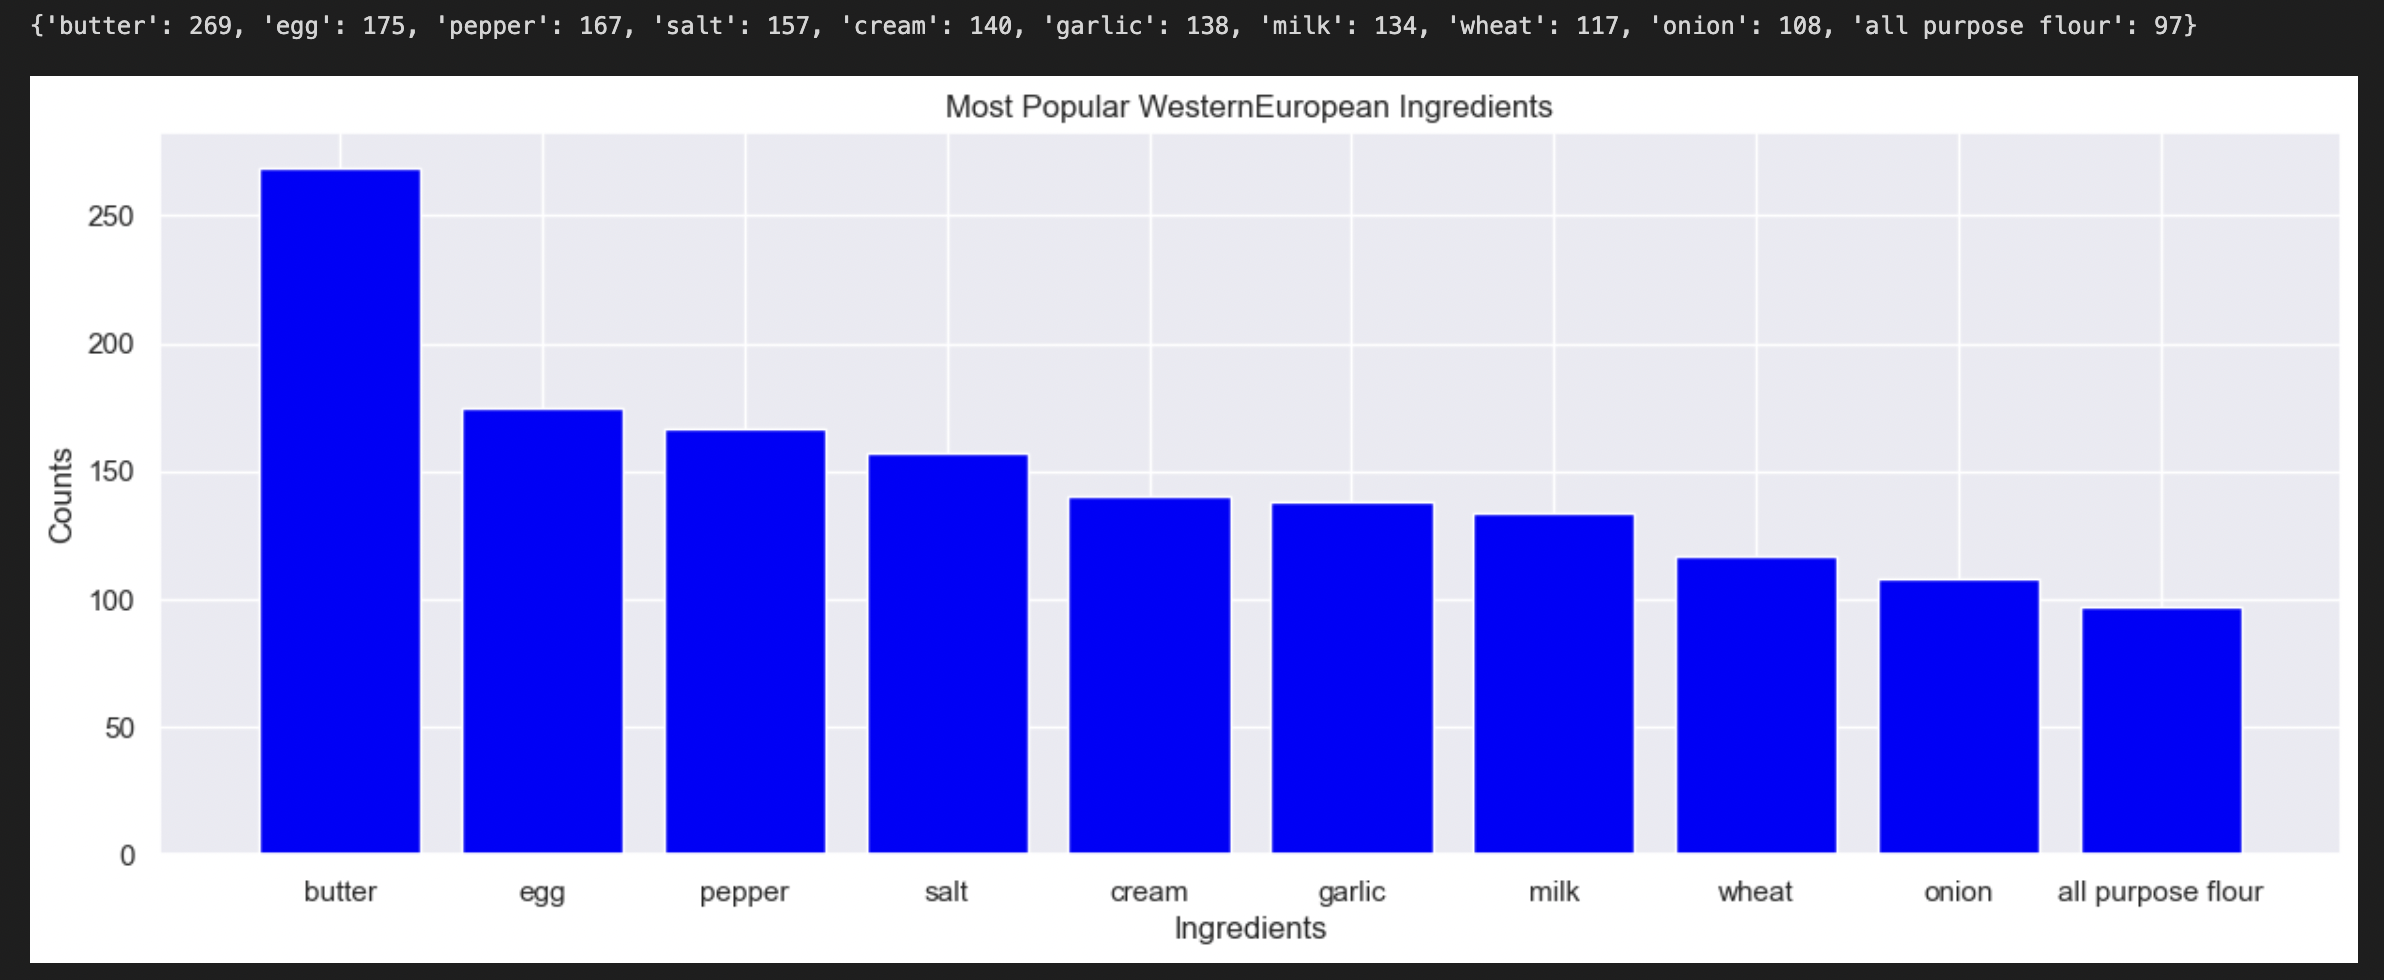 {'butter': 269, 'egg': 175, 'pepper': 167, 'salt': 157, 'cream': 140, 'garlic': 138, 'milk': 134, 'wheat': 117, 'onion': 108, 'all purpose flour': 97}
Most Popular WesternEuropean Ingredients
250
200
150
100
50
0
Counts
butter egg pepper salt cream garlic milk wheat onion all purpose flour
Ingredients